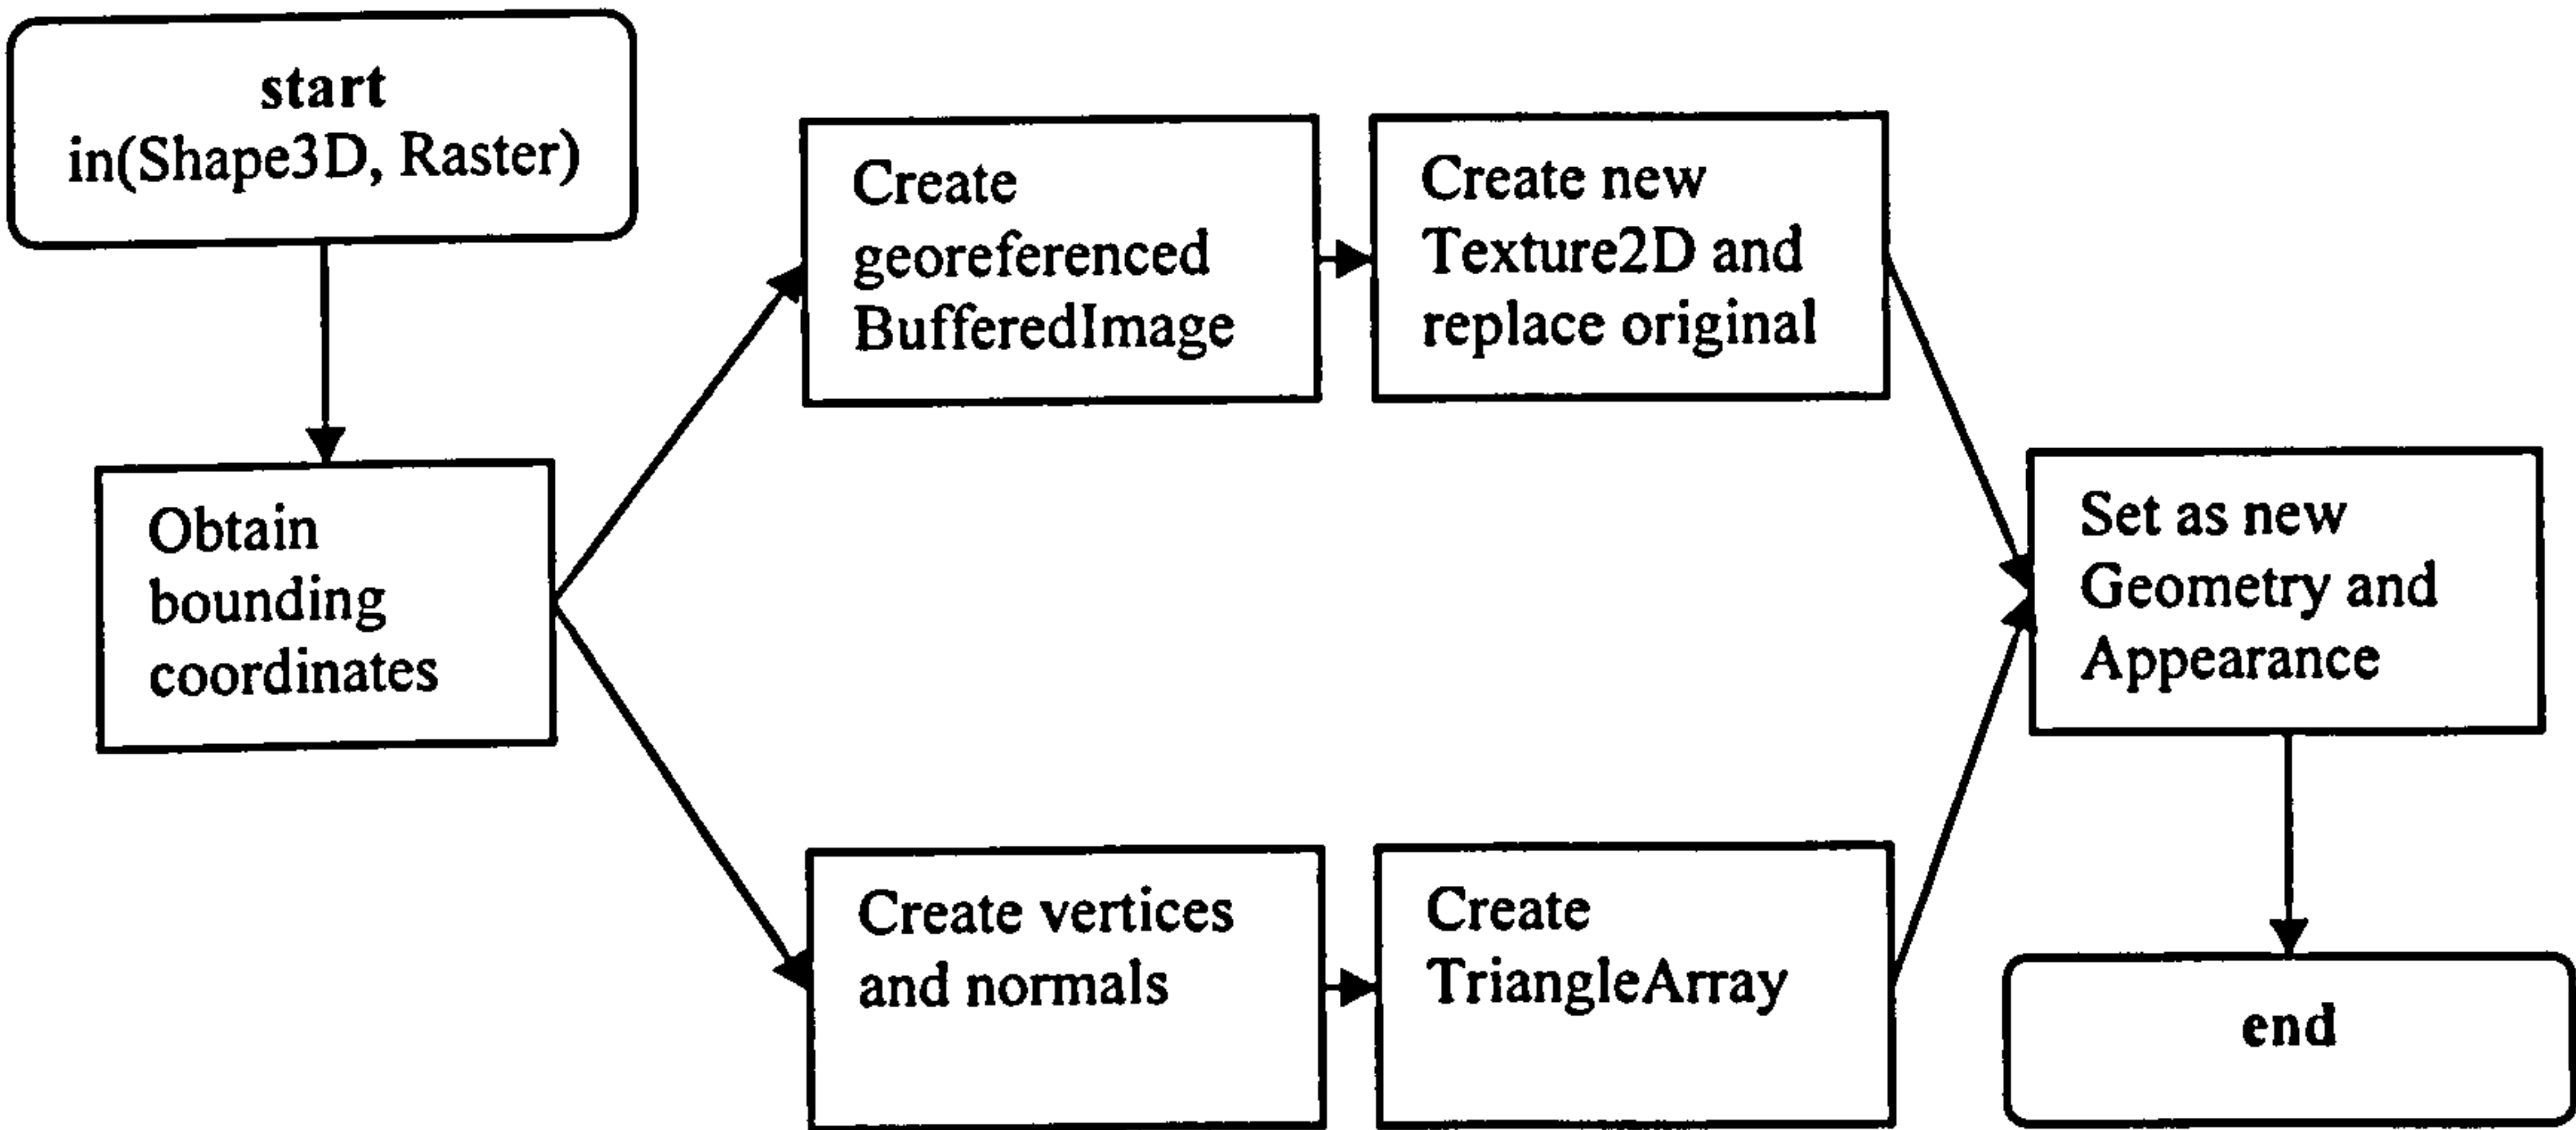 start
in(Shape3D, Raster)
Obtain
bounding
coordinates
Create
georeferenced
BufferedImage
Create new
Texture2D and
replace original
Create vertices
and normals
Create
TriangleArray
Set as new
Geometry and
Appearance
end